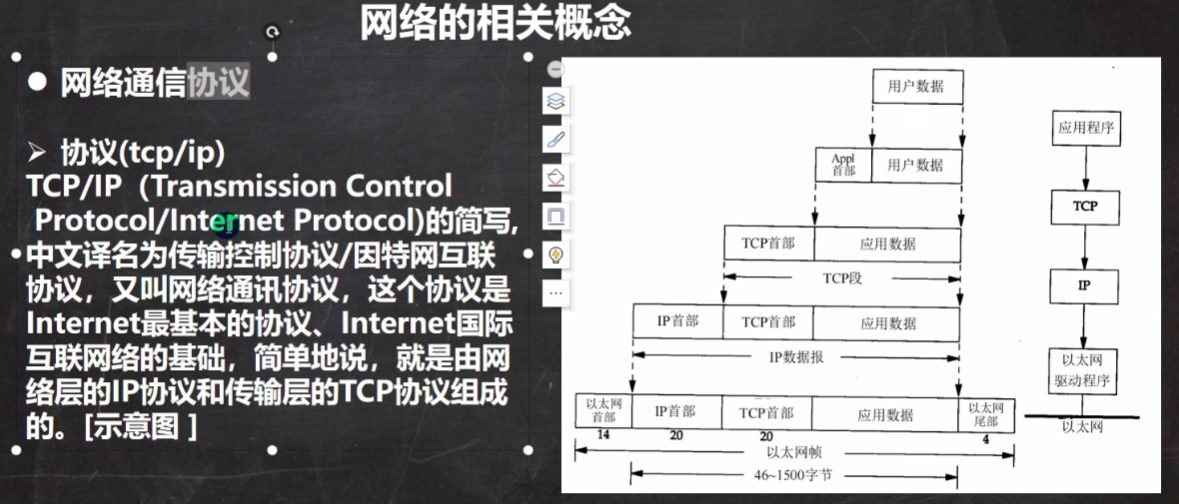 网络的相关概念
● 网络通信协议
➢ 协议(tcp/ip)
TCP/IP（Transmission Control
Protocol/Internet Protocol)的简写,
中文译名为传输控制协议/因特网互联
协议，又叫网络通讯协议，这个协议是
Internet最基本的协议、Internet国际
互联网络的基础，简单地说，就是由网
络层的IP协议和传输层的TCP协议组成
的。[示意图 ]
用户数据
Appl
首部
用户数据
TCP首部
应用数据
TCP段
IP首部
TCP首部
应用数据
IP数据报
以太网
首部
IP首部
TCP首部
应用数据
以太网
尾部
14
20
20
4
以太网帧
46~1500字节
应用程序
TCP
IP
以太网
驱动程序
以太网